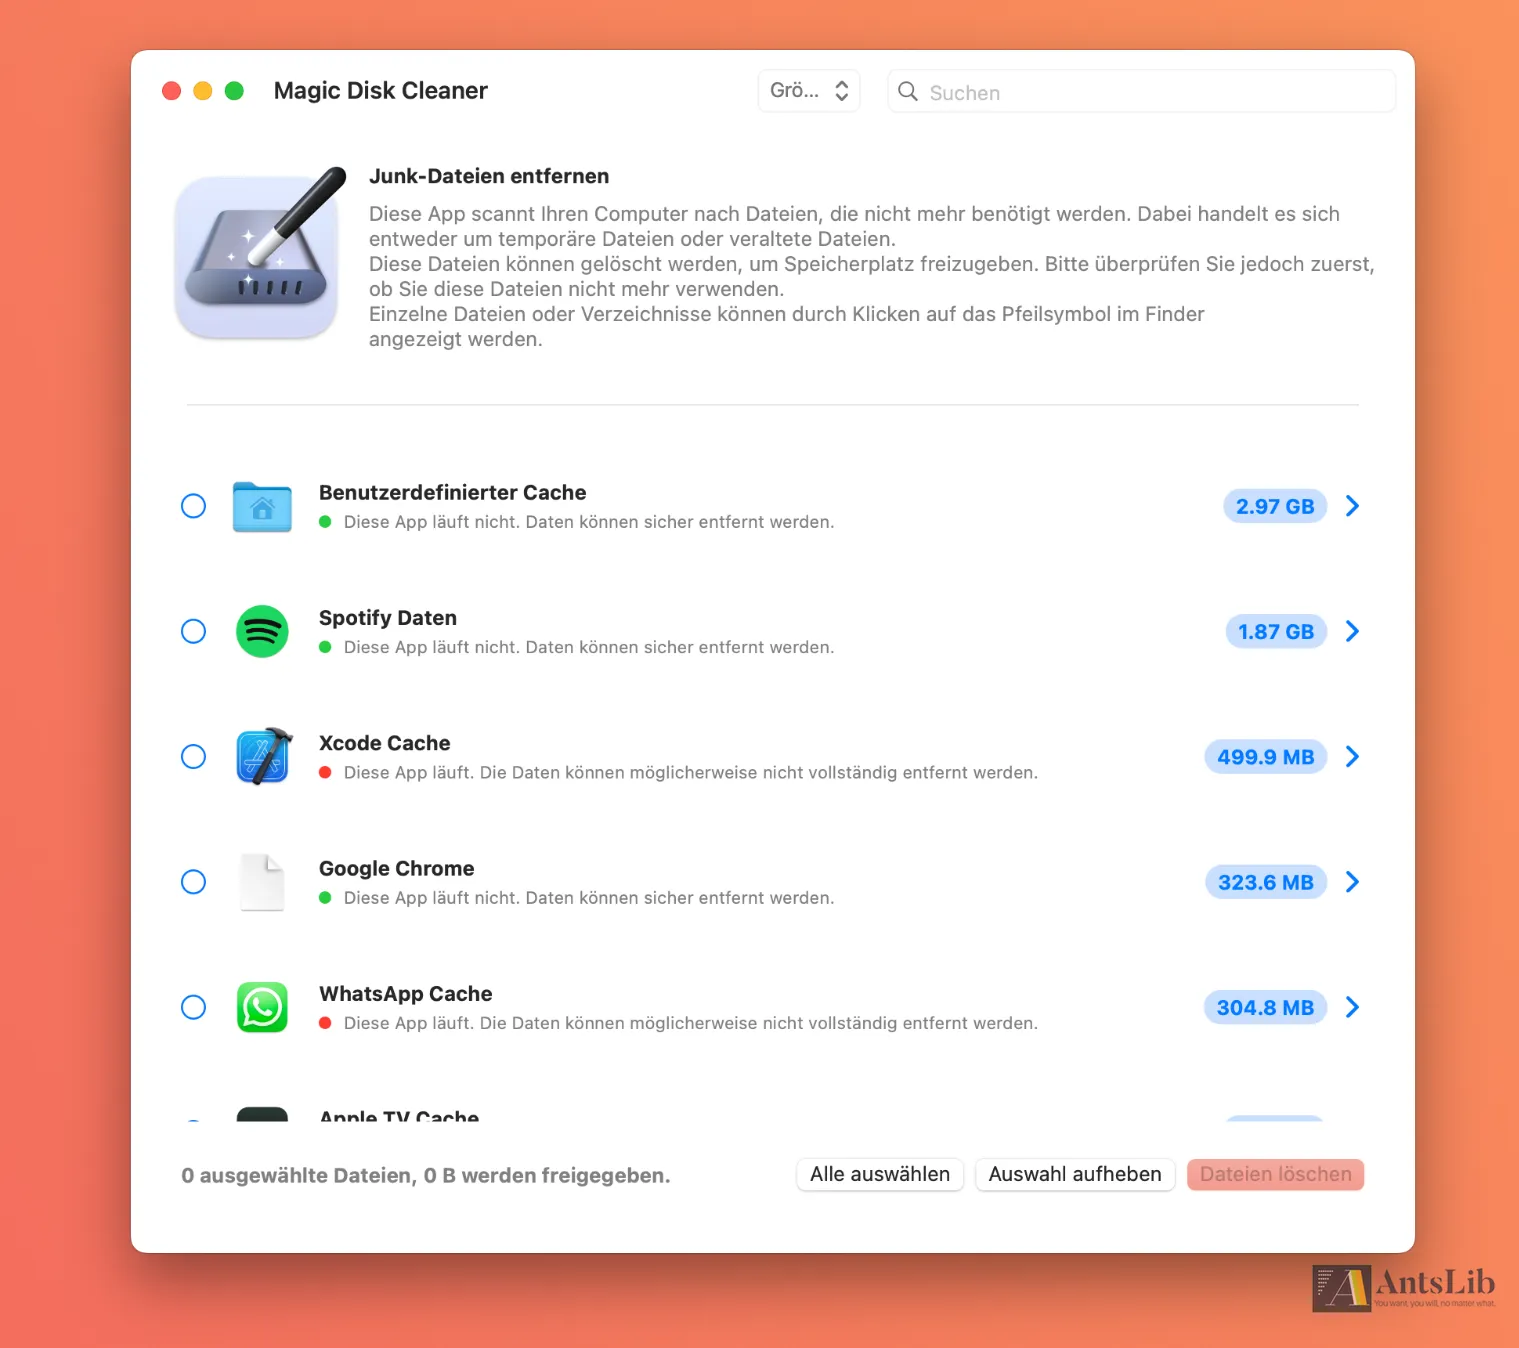 Magic Disk Cleaner
Grö...
Suchen
Junk-Dateien entfernen
Diese App scannt Ihren Computer nach Dateien, die nicht mehr benötigt werden. Dabei handelt es sich
entweder um temporäre Dateien oder veraltete Dateien.
Diese Dateien können gelöscht werden, um Speicherplatz freizugeben. Bitte überprüfen Sie jedoch zuerst,
ob Sie diese Dateien nicht mehr verwenden.
Einzelne Dateien oder Verzeichnisse können durch Klicken auf das Pfeilsymbol im Finder
angezeigt werden.
Benutzerdefinierter Cache
Diese App läuft nicht. Daten können sicher entfernt werden.
2.97 GB
Spotify Daten
Diese App läuft nicht. Daten können sicher entfernt werden.
1.87 GB
Xcode Cache
Diese App läuft. Die Daten können möglicherweise nicht vollständig entfernt werden.
499.9 MB
Google Chrome
Diese App läuft nicht. Daten können sicher entfernt werden.
323.6 MB
WhatsApp Cache
Diese App läuft. Die Daten können möglicherweise nicht vollständig entfernt werden.
304.8 MB
Apple TV Cache
0 ausgewählte Dateien, 0 B werden freigegeben.
Alle auswählen
Auswahl aufheben
Dateien löschen
AntsLib
You want, you will, no matter what.